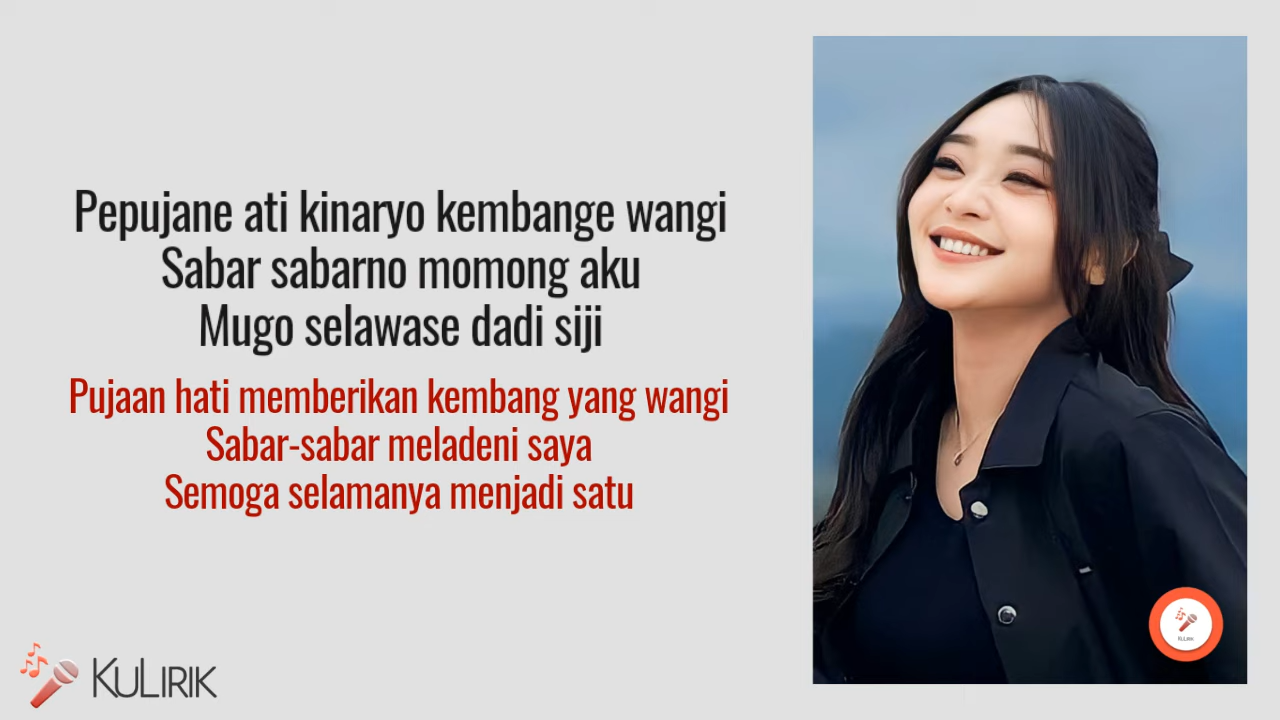 Pepujane ati kinaryo kembange wangi
Sabar sabarno momong aku
Mugo selawase dadi siji
Pujaan hati memberikan kembang yang wangi
Sabar-sabar meladeni saya
Semoga selamanya menjadi satu
KuLirik
KuLirik